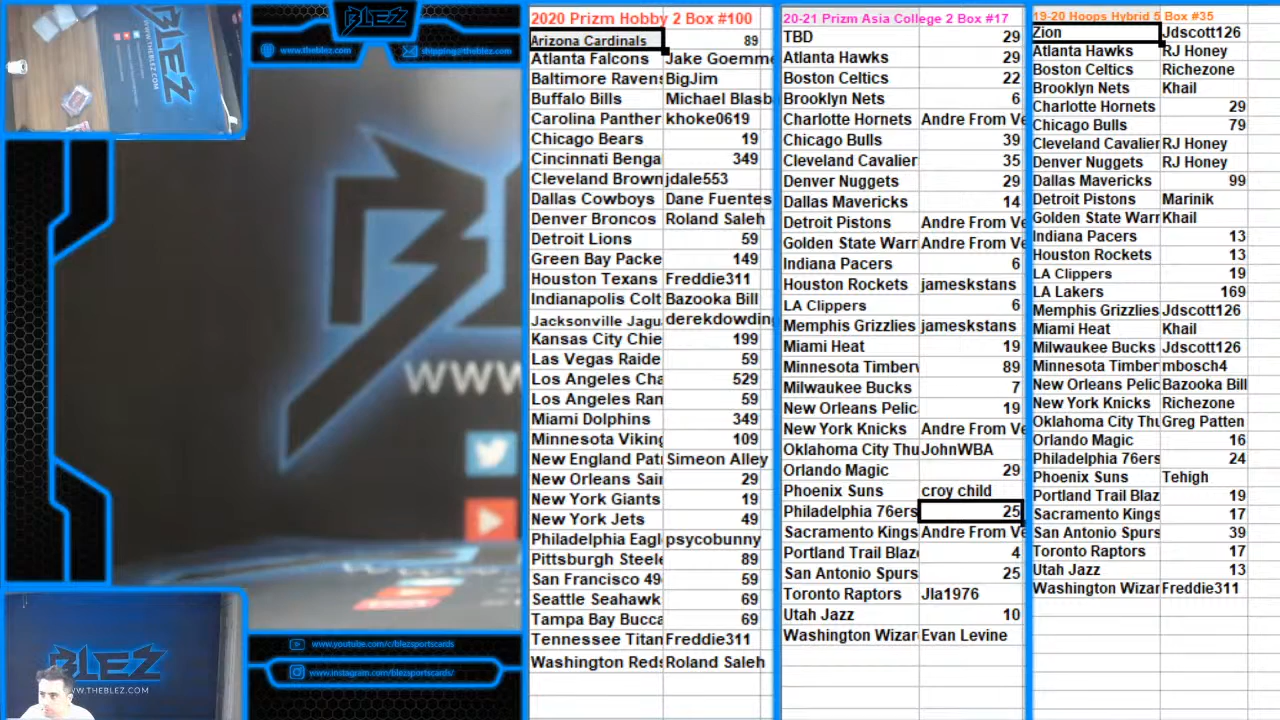 BLEZ
www.theblez.com
shipping@theblez.com
2020 Prizm Hobby 2 Box #100
Arizona Cardinals 89
Atlanta Falcons Jake Goemme
Baltimore Ravens BigJim
Buffalo Bills Michael Blasb
Carolina Panther khoke0619
Chicago Bears 19
Cincinnati Benga 349
Cleveland Brown jdale553
Dallas Cowboys Dane Fuentes
Denver Broncos Roland Saleh
Detroit Lions 59
Green Bay Packe 149
Houston Texans Freddie311
Indianapolis Colt Bazooka Bill
Jacksonville Jagua derekdowding
Kansas City Chie 199
Las Vegas Raide 59
Los Angeles Cha 529
Los Angeles Ran 59
Miami Dolphins 349
Minnesota Viking 109
New England Patr Simeon Alley
New Orleans Sain 29
New York Giants 19
New York Jets 49
Philadelphia Eagl psycobunny
Pittsburgh Steele 89
San Francisco 49 59
Seattle Seahawk 69
Tampa Bay Bucca 69
Tennessee Titan Freddie311
Washington Reds Roland Saleh
20-21 Prizm Asia College 2 Box #17
TBD 29
Atlanta Hawks 29
Boston Celtics 22
Brooklyn Nets 6
Charlotte Hornets Andre From Ve
Chicago Bulls 39
Cleveland Cavalier 35
Denver Nuggets 29
Dallas Mavericks 14
Detroit Pistons Andre From Ve
Golden State Warr Andre From Ve
Indiana Pacers 6
Houston Rockets jameskstans
LA Clippers 6
Memphis Grizzlies jameskstans
Miami Heat 19
Minnesota Timberv 89
Milwaukee Bucks 7
New Orleans Pelic 19
New York Knicks Andre From Ve
Oklahoma City Thu JohnWBA
Orlando Magic 29
Phoenix Suns croy child
Philadelphia 76ers 25
Sacramento Kings Andre From Ve
Portland Trail Blaze 4
San Antonio Spurs 25
Toronto Raptors Jla1976
Utah Jazz 10
Washington Wizar Evan Levine
19-20 Hoops Hybrid 5 Box #35
Zion Jdscott126
Atlanta Hawks RJ Honey
Boston Celtics Richezone
Brooklyn Nets Khail
Charlotte Hornets 29
Chicago Bulls 79
Cleveland Cavalier RJ Honey
Denver Nuggets RJ Honey
Dallas Mavericks 99
Detroit Pistons Marinik
Golden State Warr Khail
Indiana Pacers 13
Houston Rockets 13
LA Clippers 19
LA Lakers 169
Memphis Grizzlies Jdscott126
Miami Heat Khail
Milwaukee Bucks Jdscott126
Minnesota Timber mbosch4
New Orleans Pelic Bazooka Bill
New York Knicks Richezone
Oklahoma City Thu Greg Patten
Orlando Magic 16
Philadelphia 76ers 24
Phoenix Suns Tehigh
Portland Trail Blaz 19
Sacramento Kings 17
San Antonio Spurs 39
Toronto Raptors 17
Utah Jazz 13
Washington Wizar Freddie311
www
BLEZ
WWW.THEBLEZ.COM
www.youtube.com/c/blezsportscards
www.instagram.com/blezsportscards/